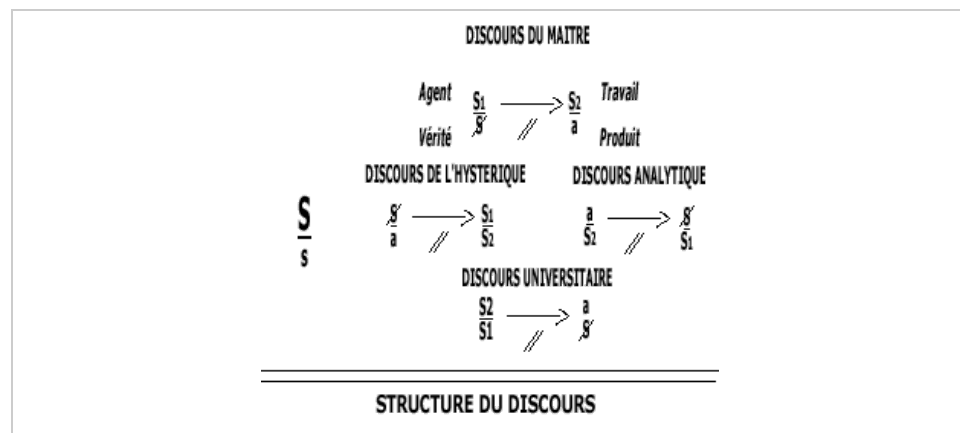 DISCOURS DU MAITRE
Agent S1 S2 Travail
Vérité $ // a Produit
DISCOURS DE L'HYSTERIQUE DISCOURS ANALYTIQUE
S $ S1 a $
s a // S2 S2 // S1
DISCOURS UNIVERSITAIRE
S2 a
S1 // $
STRUCTURE DU DISCOURS